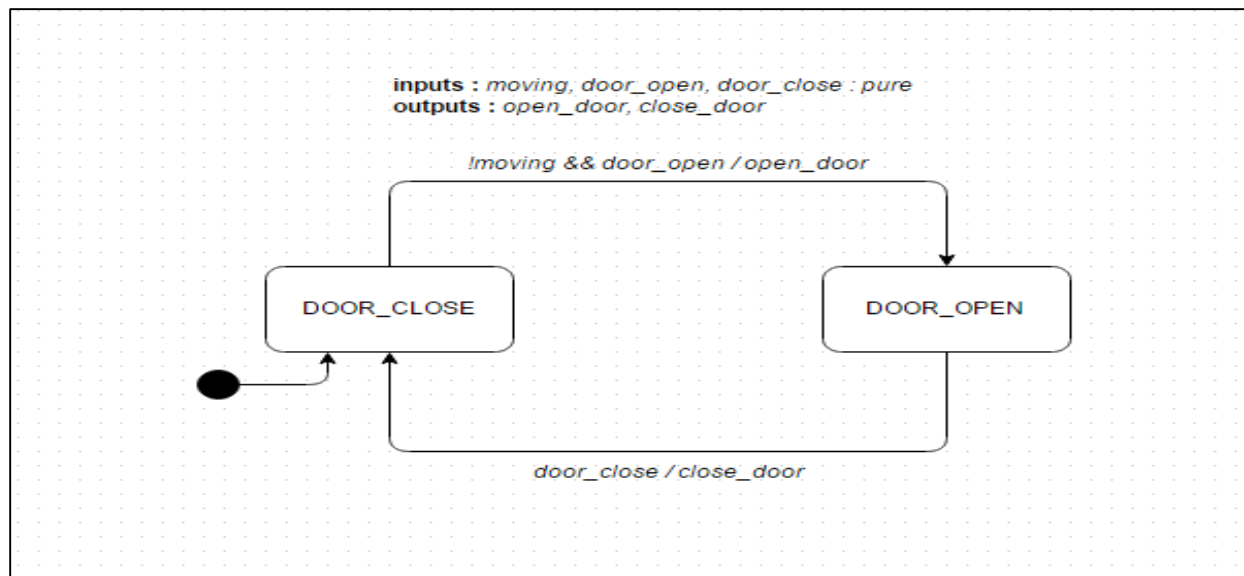 inputs : moving, door_open, door_close : pure
outputs : open_door, close_door
!moving && door_open / open_door
DOOR_CLOSE
DOOR_OPEN
door_close / close_door